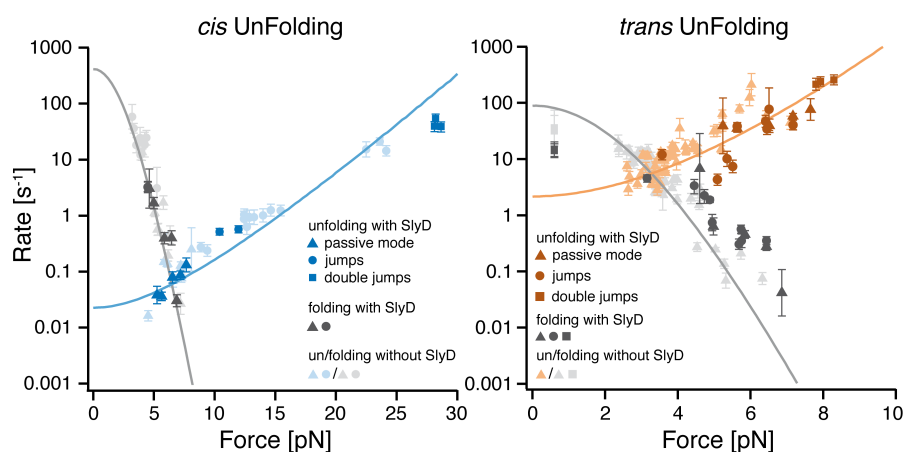 cis UnFolding
1000
100
10
1
0.1
0.01
0.001
Rate [s⁻¹]
unfolding with SlyD
passive mode
jumps
double jumps
folding with SlyD
un/folding without SlyD
/
0 5 10 15 20 25 30
Force [pN]
trans UnFolding
1000
100
10
1
0.1
0.01
0.001
unfolding with SlyD
passive mode
jumps
double jumps
folding with SlyD
un/folding without SlyD
/
0 2 4 6 8 10
Force [pN]